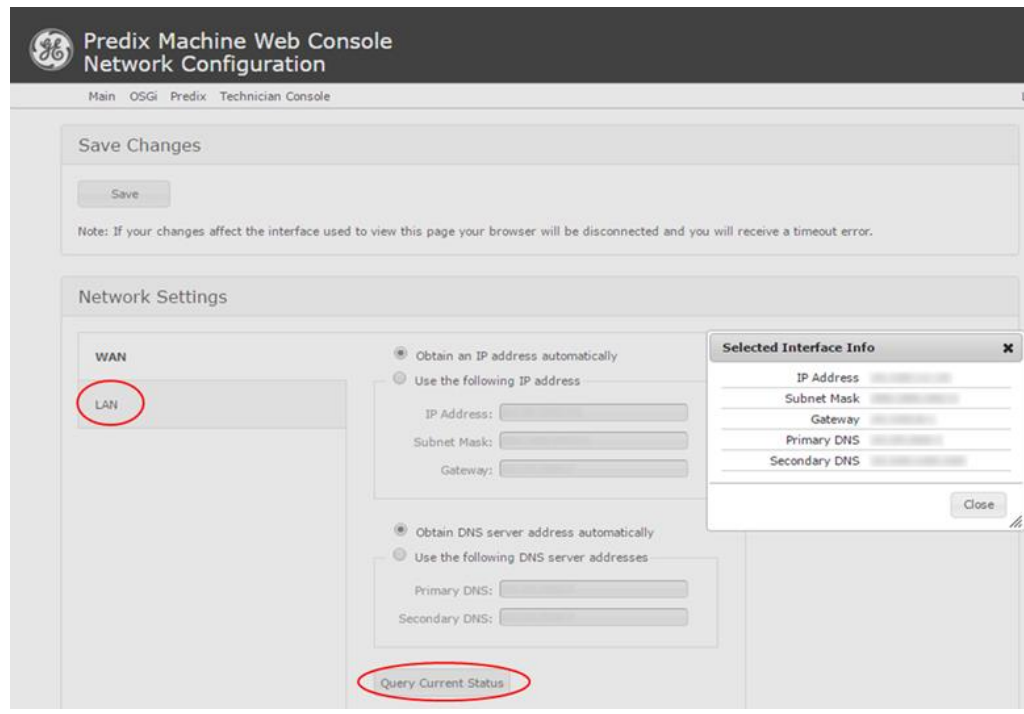 Predix Machine Web Console
Network Configuration
Main OSGi Predix Technician Console
Save Changes
Save
Note: If your changes affect the interface used to view this page your browser will be disconnected and you will receive a timeout error.
Network Settings
WAN
LAN
Obtain an IP address automatically
Use the following IP address
IP Address:
Subnet Mask:
Gateway:
Obtain DNS server address automatically
Use the following DNS server addresses
Primary DNS:
Secondary DNS:
Query Current Status
Selected Interface Info
IP Address
Subnet Mask
Gateway
Primary DNS
Secondary DNS
Close